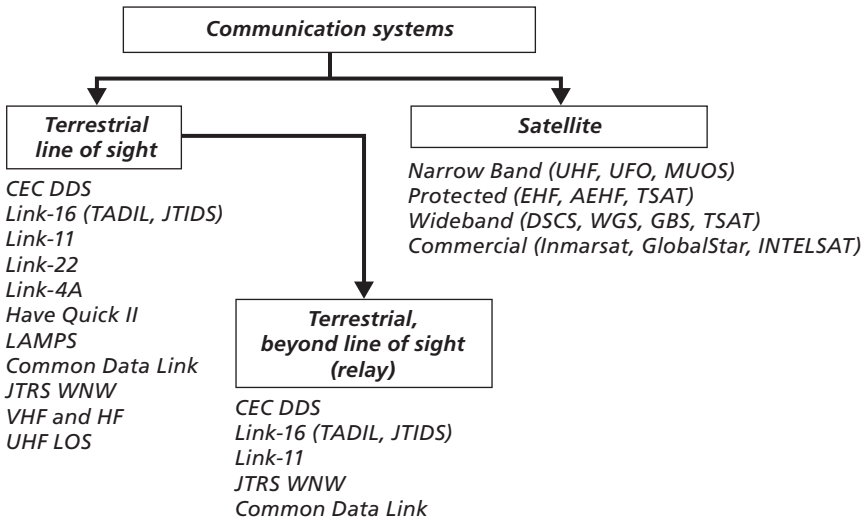 Communication systems
Terrestrial
line of sight
CEC DDS
Link-16 (TADIL, JTIDS)
Link-11
Link-22
Link-4A
Have Quick II
LAMPS
Common Data Link
JTRS WNW
VHF and HF
UHF LOS
Terrestrial,
beyond line of sight
(relay)
CEC DDS
Link-16 (TADIL, JTIDS)
Link-11
JTRS WNW
Common Data Link
Satellite
Narrow Band (UHF, UFO, MUOS)
Protected (EHF, AEHF, TSAT)
Wideband (DSCS, WGS, GBS, TSAT)
Commercial (Inmarsat, GlobalStar, INTELSAT)